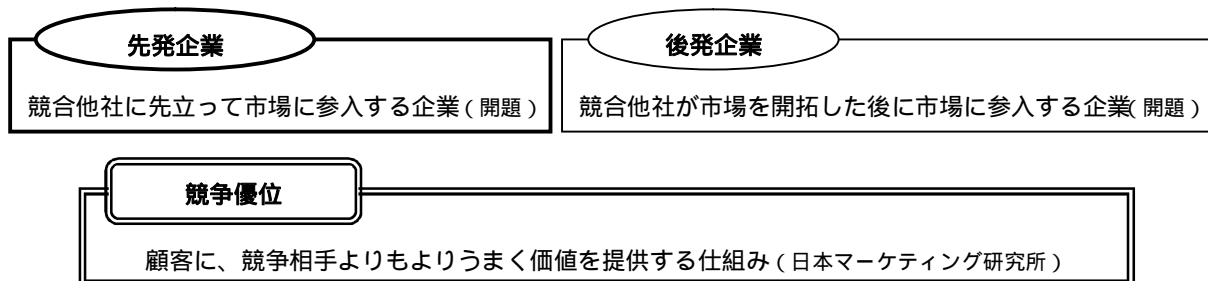 先発企業
後発企業
競合他社に先立って市場に参入する企業(開題)
競合他社が市場を開拓した後に市場に参入する企業(開題)
競争優位
顧客に、競争相手よりもよりうまく価値を提供する仕組み(日本マーケティング研究所)